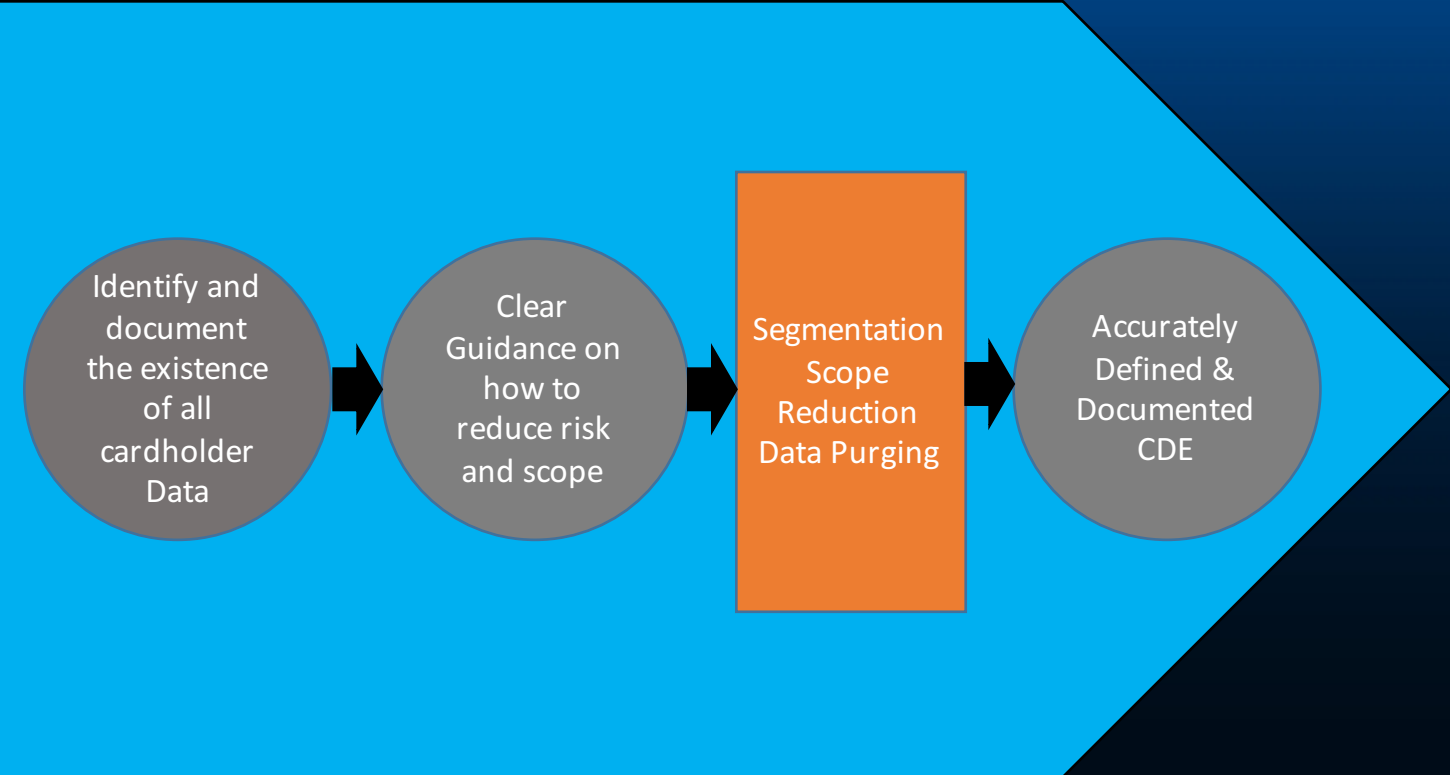 Identify and
document
the existence
of all
cardholder
Data
Clear
Guidance on
how to
reduce risk
and scope
Segmentation
Scope
Reduction
Data Purging
Accurately
Defined &
Documented
CDE